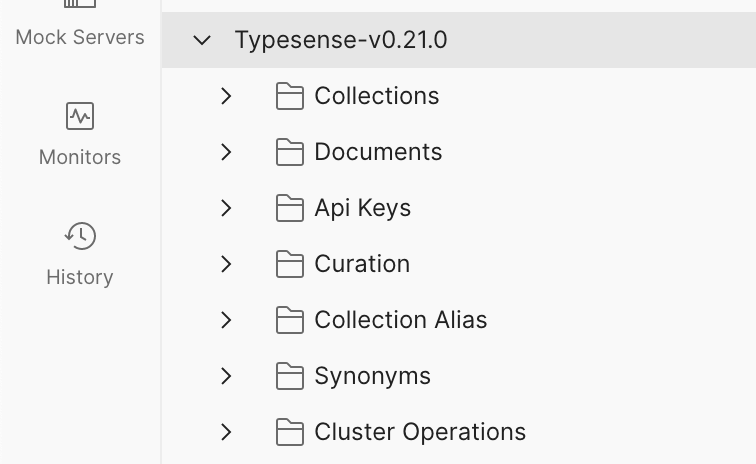 Mock Servers
Monitors
History
Typesense-v0.21.0
Collections
Documents
Api Keys
Curation
Collection Alias
Synonyms
Cluster Operations